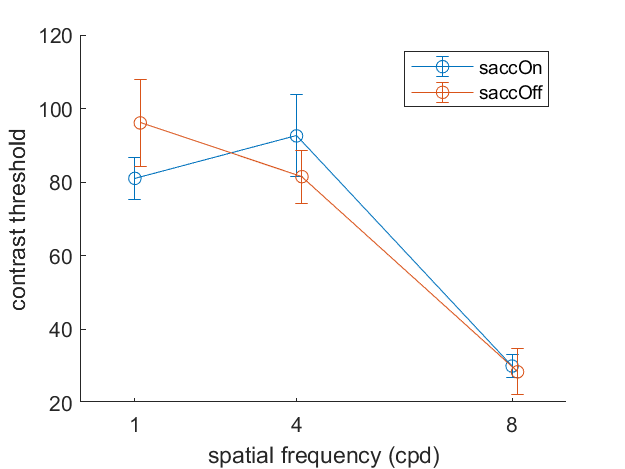 120
100
80
60
40
20
contrast threshold
saccOn
saccOff
1 4 8
spatial frequency (cpd)